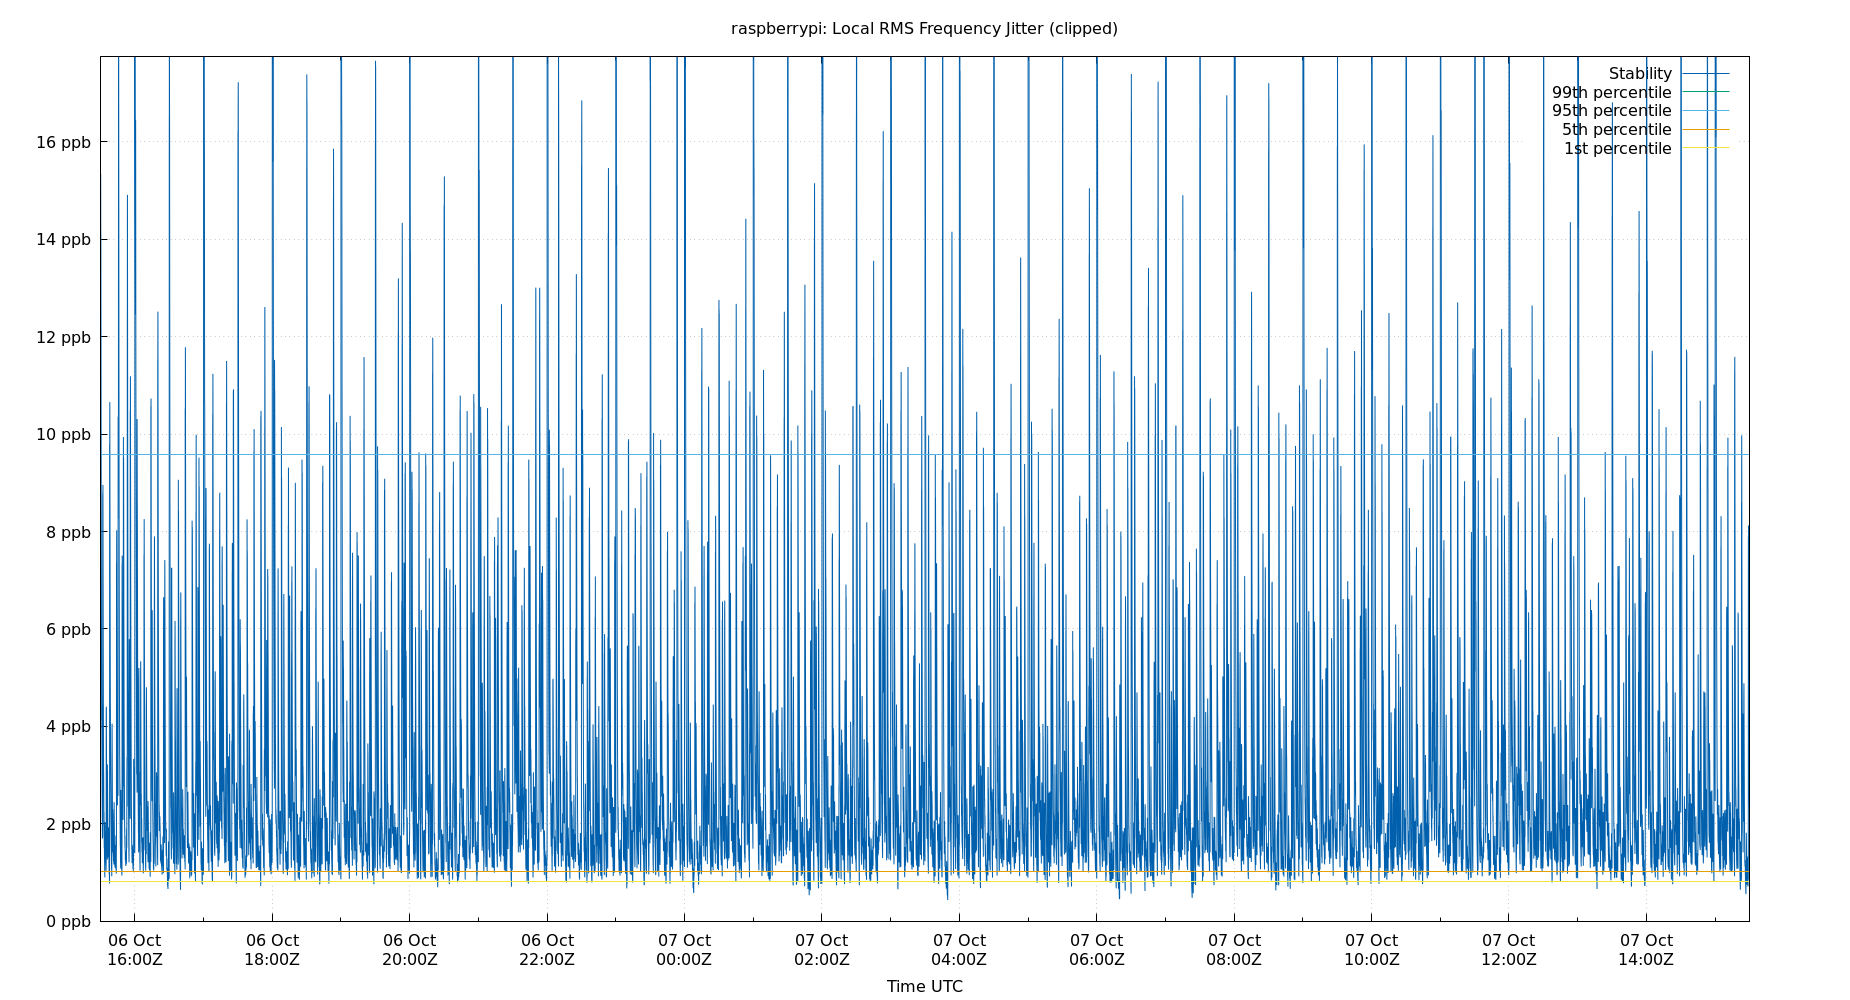 raspberrypi: Local RMS Frequency Jitter (clipped)
Stability
99th percentile
95th percentile
5th percentile
1st percentile
16 ppb
14 ppb
12 ppb
10 ppb
8 ppb
6 ppb
4 ppb
2 ppb
0 ppb
06 Oct
16:00Z
06 Oct
18:00Z
06 Oct
20:00Z
06 Oct
22:00Z
07 Oct
00:00Z
07 Oct
02:00Z
07 Oct
04:00Z
07 Oct
06:00Z
07 Oct
08:00Z
07 Oct
10:00Z
07 Oct
12:00Z
07 Oct
14:00Z
Time UTC